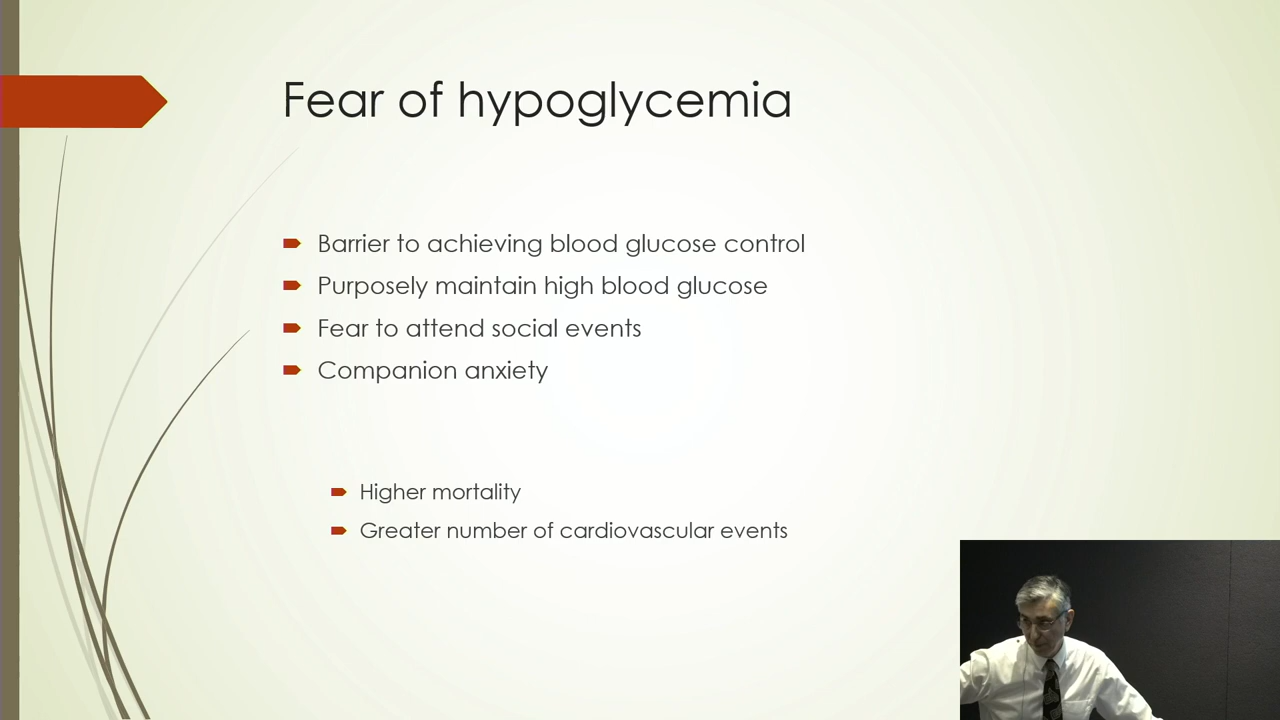 Fear of hypoglycemia
Barrier to achieving blood glucose control
Purposely maintain high blood glucose
Fear to attend social events
Companion anxiety
Higher mortality
Greater number of cardiovascular events